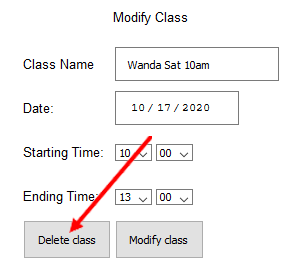 Modify Class
Class Name Wanda Sat 10am
Date: 10 / 17 / 2020
Starting Time: 10 00
Ending Time: 13 00
Delete class Modify class